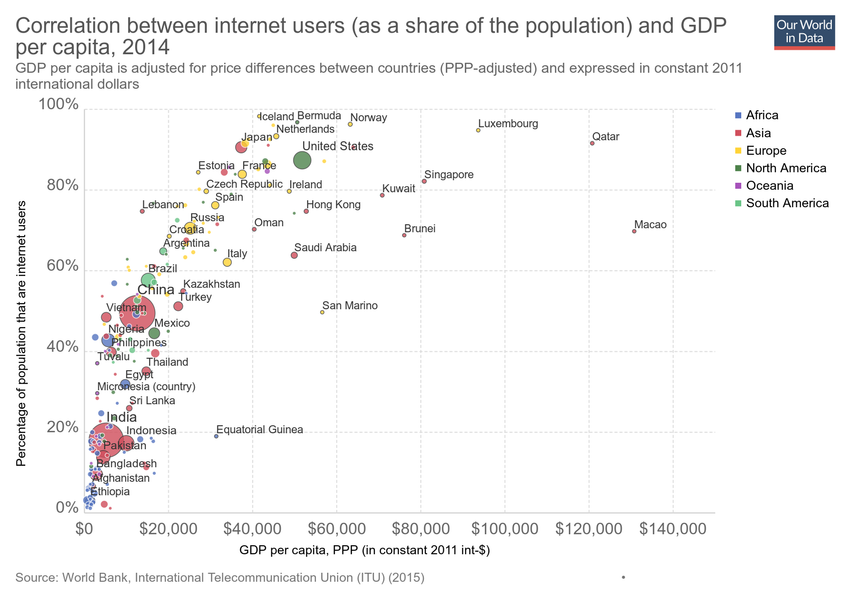 Correlation between internet users (as a share of the population) and GDP
per capita, 2014
Our World
in Data
GDP per capita is adjusted for price differences between countries (PPP-adjusted) and expressed in constant 2011
international dollars
100%
80%
60%
40%
20%
0%
Percentage of population that are internet users
Iceland
Bermuda
Norway
Netherlands
Luxembourg
Japan
Qatar
United States
Estonia
France
Singapore
Czech Republic
Ireland
Kuwait
Spain
Lebanon
Hong Kong
Russia
Oman
Macao
Croatia
Brunei
Argentina
Italy
Saudi Arabia
Brazil
Kazakhstan
China
Turkey
San Marino
Vietnam
Mexico
Nigeria
Philippines
Tuvalu
Thailand
Egypt
Micronesia (country)
Sri Lanka
India
Indonesia
Equatorial Guinea
Pakistan
Bangladesh
Afghanistan
Ethiopia
Africa
Asia
Europe
North America
Oceania
South America
$0
$20,000
$40,000
$60,000
$80,000
$100,000
$120,000
$140,000
GDP per capita, PPP (in constant 2011 int-$)
Source: World Bank, International Telecommunication Union (ITU) (2015)